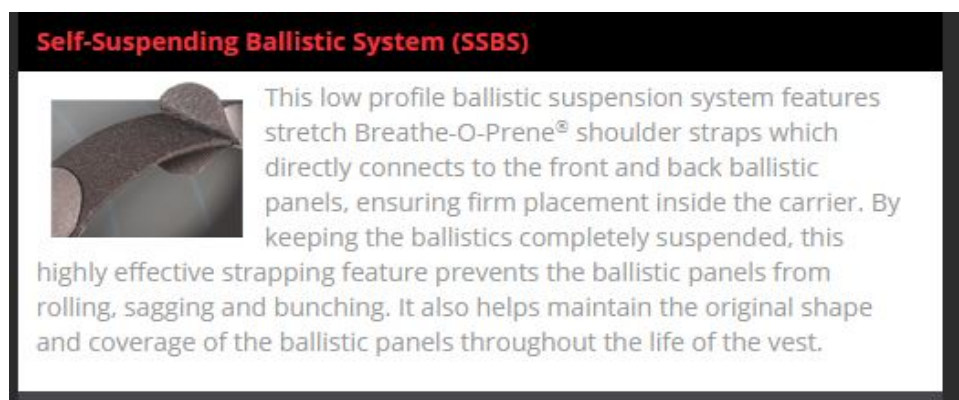 Self-Suspending Ballistic System (SSBS)
This low profile ballistic suspension system features
stretch Breathe-O-Prene® shoulder straps which
directly connects to the front and back ballistic
panels, ensuring firm placement inside the carrier. By
keeping the ballistics completely suspended, this
highly effective strapping feature prevents the ballistic panels from
rolling, sagging and bunching. It also helps maintain the original shape
and coverage of the ballistic panels throughout the life of the vest.